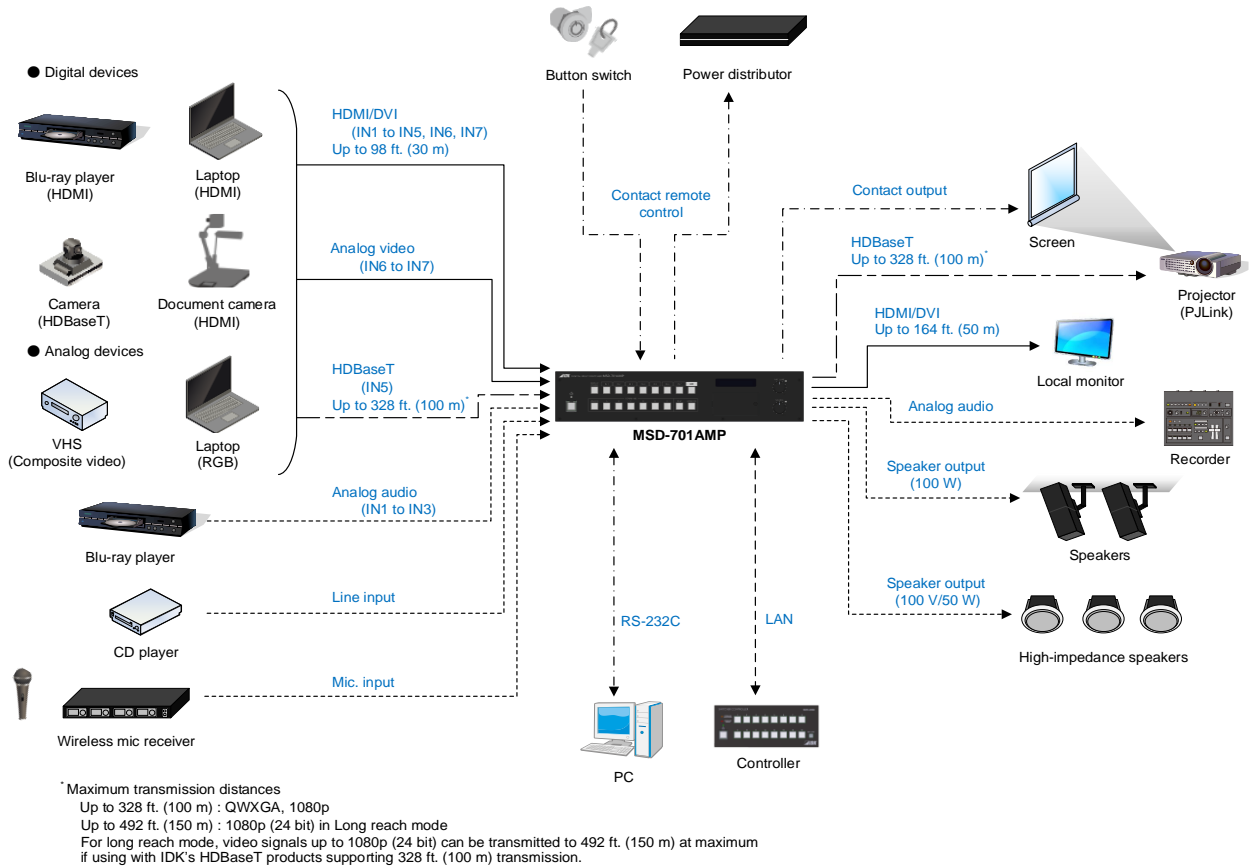 Button switch
Power distributor
● Digital devices
Blu-ray player
(HDMI)
Laptop
(HDMI)
Camera
(HDBaseT)
Document camera
(HDMI)
● Analog devices
VHS
(Composite video)
Laptop
(RGB)
HDMI/DVI
(IN1 to IN5, IN6, IN7)
Up to 98 ft. (30 m)
Analog video
(IN6 to IN7)
HDBaseT
(IN5)
Up to 328 ft. (100 m)*
Analog audio
(IN1 to IN3)
Blu-ray player
Line input
CD player
Mic. input
Wireless mic receiver
Contact remote
control
MSD-701AMP
RS-232C
LAN
PC
Controller
Contact output
Screen
HDBaseT
Up to 328 ft. (100 m)*
Projector
(PJLink)
HDMI/DVI
Up to 164 ft. (50 m)
Local monitor
Analog audio
Recorder
Speaker output
(100 W)
Speakers
Speaker output
(100 V/50 W)
High-impedance speakers
* Maximum transmission distances
Up to 328 ft. (100 m) : QWXGA, 1080p
Up to 492 ft. (150 m) : 1080p (24 bit) in Long reach mode
For long reach mode, video signals up to 1080p (24 bit) can be transmitted to 492 ft. (150 m) at maximum
if using with IDK's HDBaseT products supporting 328 ft. (100 m) transmission.